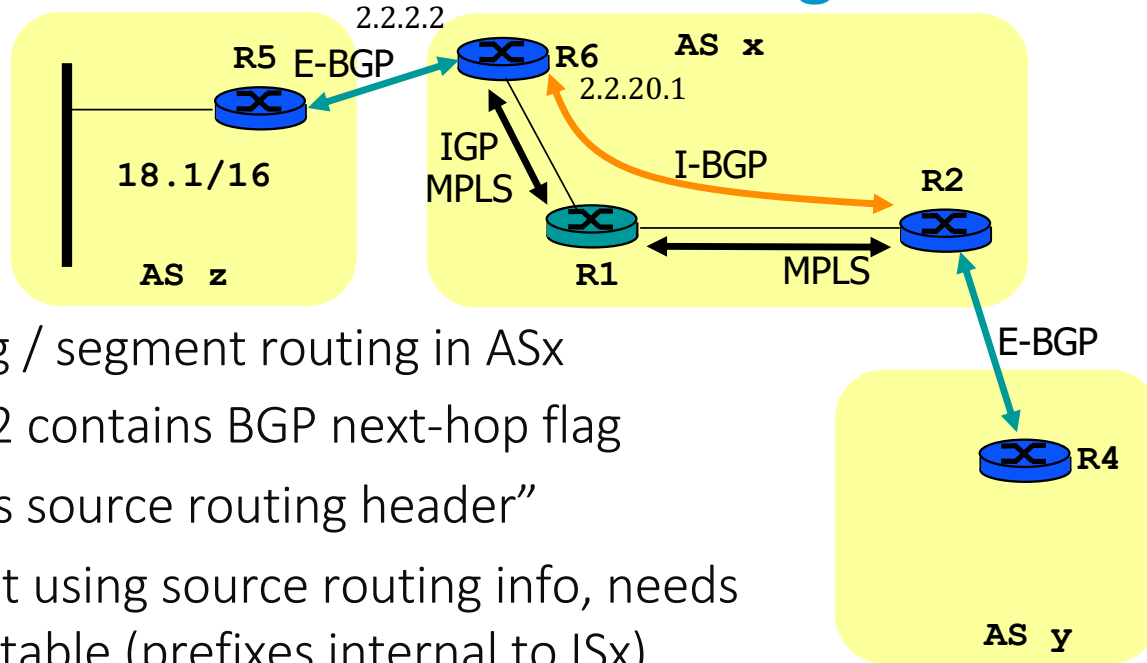 2.2.2.2
R5 E-BGP
R6
AS x
2.2.20.1
IGP
MPLS
I-BGP
R2
18.1/16
R1
MPLS
AS z
E-BGP
/ segment routing in ASx
2 contains BGP next-hop flag
s source routing header”
t using source routing info, needs
table (prefixes internal to ISx)
R4
AS y